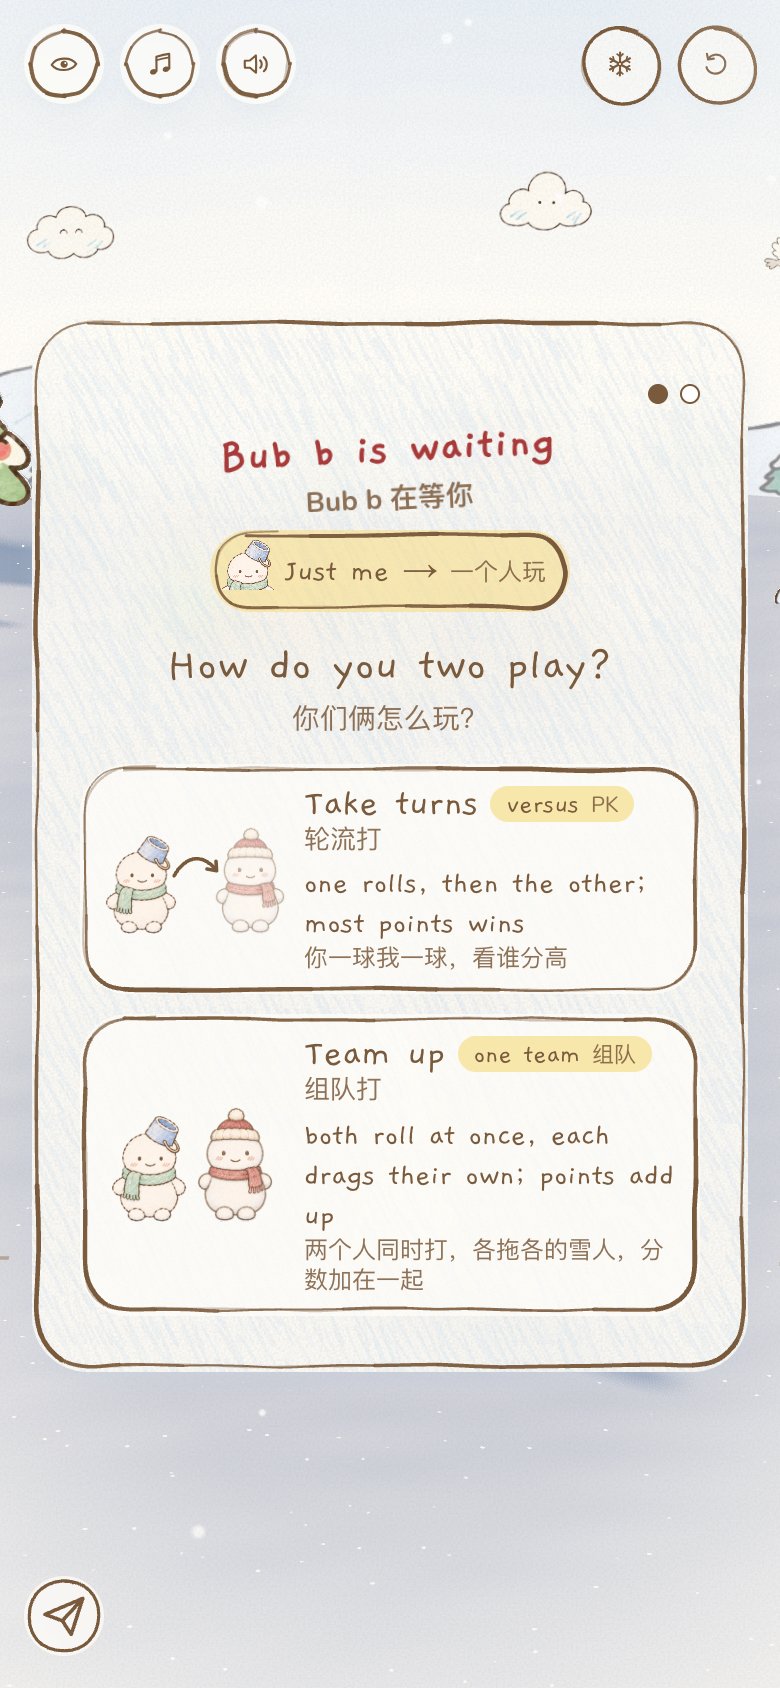 Bub b is waiting
Bub b 在等你
Just me → 一个人玩
How do you two play?
你们俩怎么玩?
Take turns versus PK
轮流打
one rolls, then the other;
most points wins
你一球我一球，看谁分高
Team up one team 组队
组队打
both roll at once, each
drags their own; points add
up
两个人同时打，各拖各的雪人，分
数加在一起